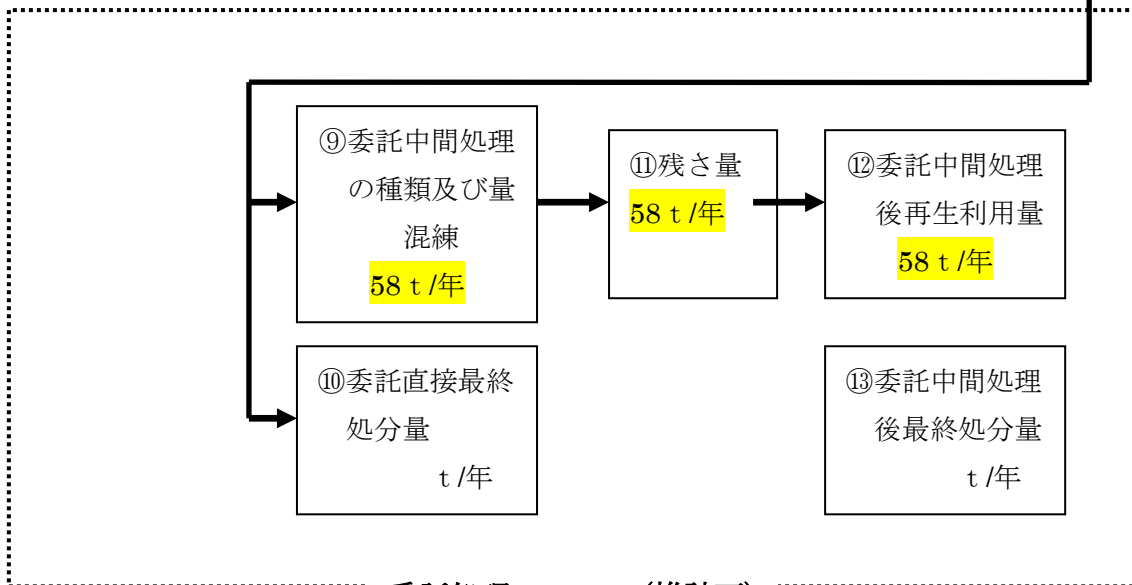 ⑨委託中間処理
の種類及び量
混練
58ｔ/年
⑪残さ量
58ｔ/年
⑫委託中間処理
後再生利用量
58ｔ/年
⑩委託直接最終
処分量
ｔ/年
⑬委託中間処理
後最終処分量
ｔ/年